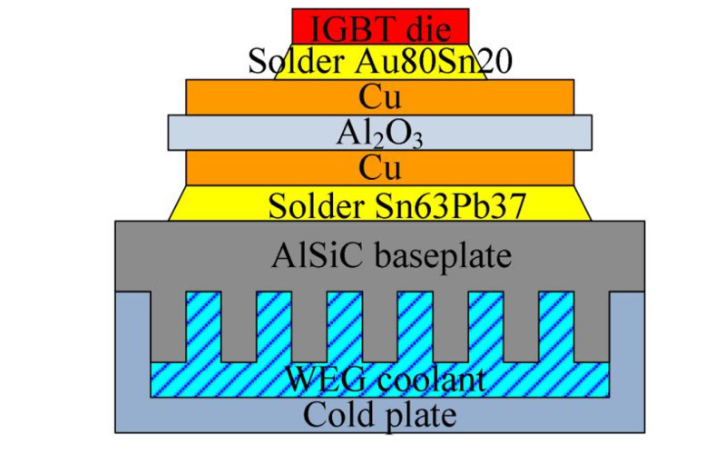 IGBT die
Solder Au80Sn20
Cu
Al₂O₃
Cu
Solder Sn63Pb37
AlSiC baseplate
WEG coolant
Cold plate